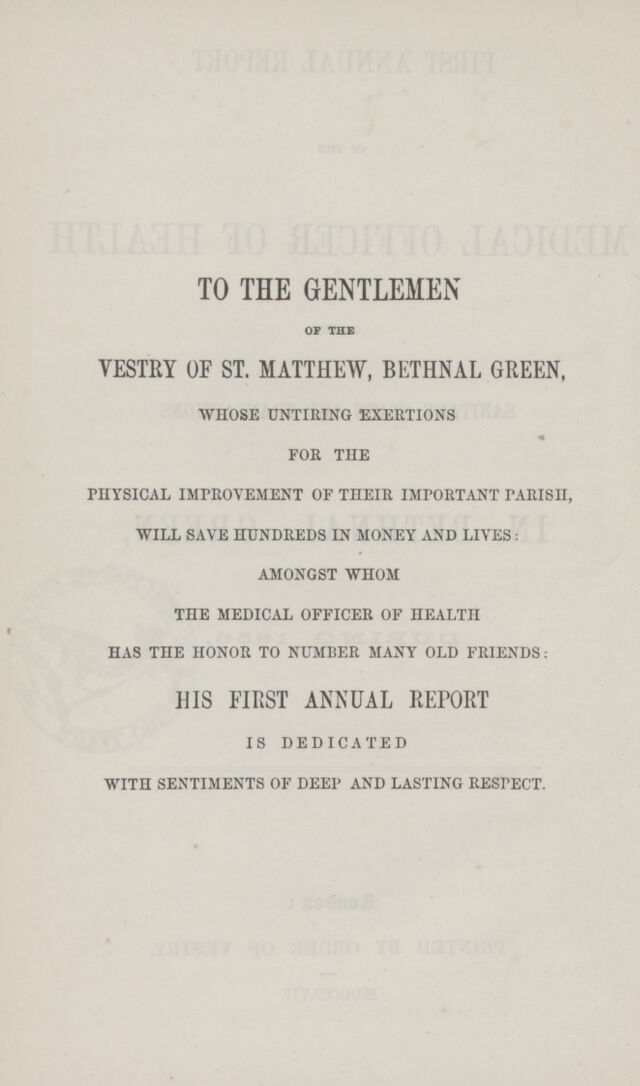 TO THE GENTLEMEN
OF THE
VESTRY OF ST. MATTHEW, BETHNAL GREEN,
WHOSE UNTIRING EXERTIONS
FOR THE
PHYSICAL IMPROVEMENT OF THEIR IMPORTANT PARISH,
WILL SAVE HUNDREDS IN MONEY AND LIVES:
AMONGST WHOM
THE MEDICAL OFFICER OF HEALTH
HAS THE HONOR TO NUMBER MANY OLD FRIENDS:
HIS FIRST ANNUAL REPORT
IS DEDICATED
WITH SENTIMENTS OF DEEP AND LASTING RESPECT.